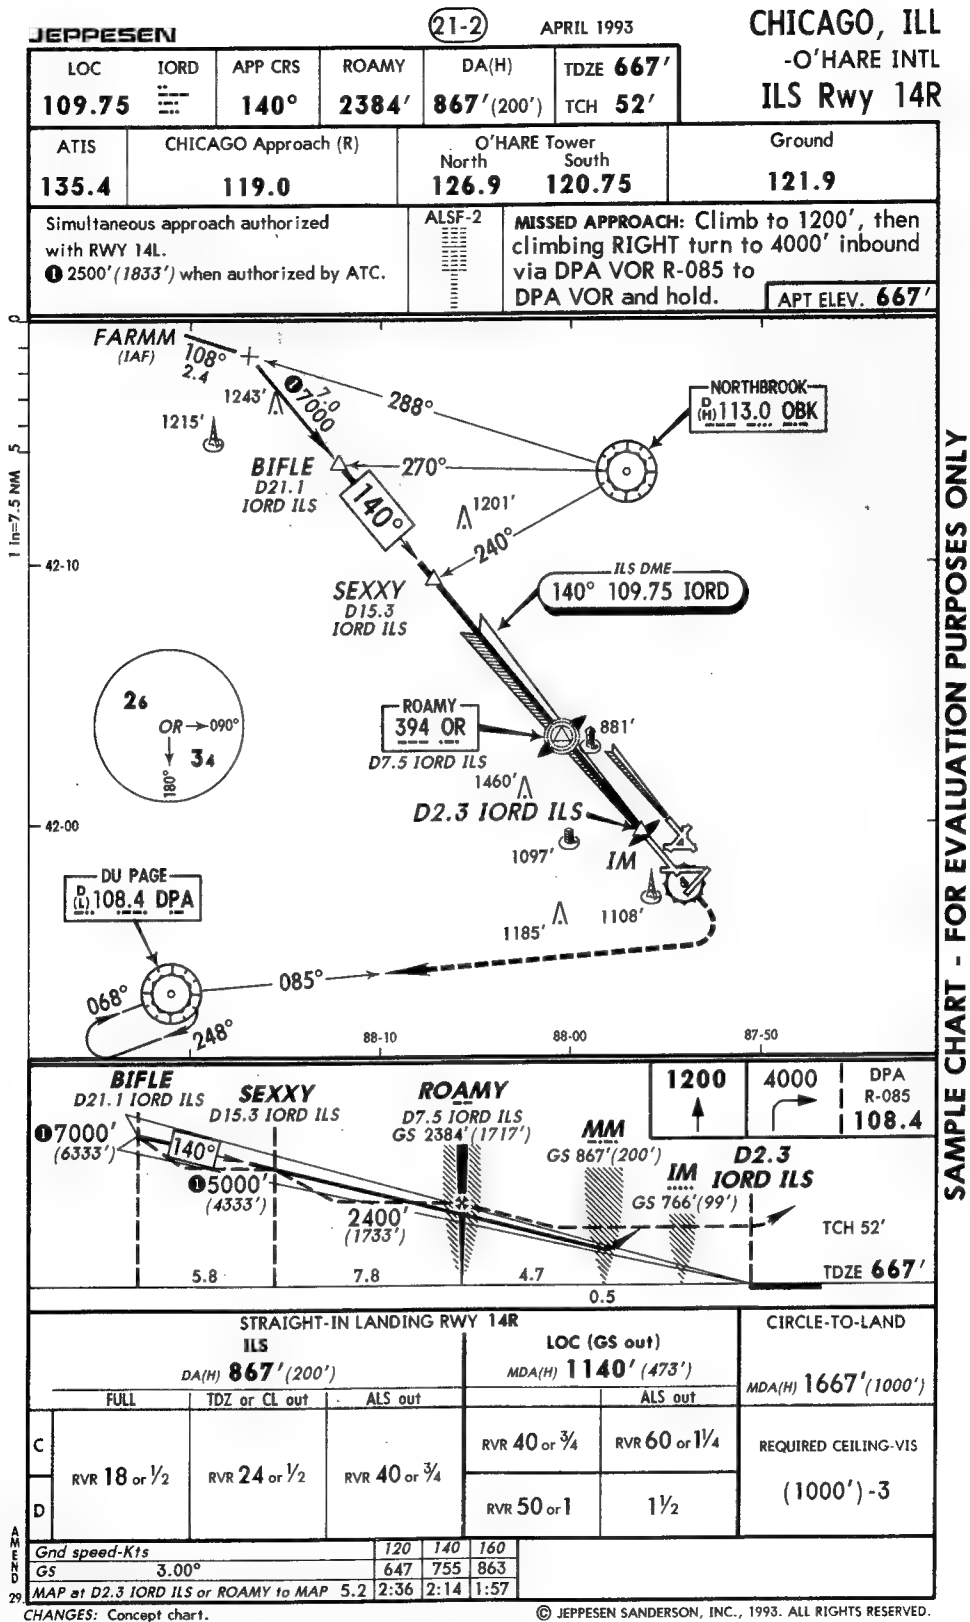 JEPPESEN
21-2
APRIL 1993
CHICAGO, ILL
-O'HARE INTL
ILS Rwy 14R
LOC
109.75
IORD
APP CRS
140°
ROAMY
2384'
DA(H)
867'(200')
TDZE 667'
TCH 52'
ATIS
135.4
CHICAGO Approach (R)
119.0
O'HARE Tower
North South
126.9 120.75
Ground
121.9
Simultaneous approach authorized
with RWY 14L.
1 2500'(1833') when authorized by ATC.
ALSF-2
MISSED APPROACH: Climb to 1200', then
climbing RIGHT turn to 4000' inbound
via DPA VOR R-085 to
DPA VOR and hold.
APT ELEV. 667'
0
5
1 in=7.5 NM
FARMM
(IAF)
108°
2.4
1243'
1215'
1 7000
7.0
288°
NORTHBROOK
D
(H) 113.0 OBK
BIFLE
D21.1
IORD ILS
270°
140°
1201'
240°
42-10
SEXXY
D15.3
IORD ILS
ILS DME
140° 109.75 IORD
26
OR 090°
180°
34
ROAMY
394 OR
D7.5 IORD ILS
881'
1460'
D2.3 IORD ILS
42-00
1097'
IM
DU PAGE
D
(L) 108.4 DPA
1185'
1108'
085°
068°
248°
88-10
88-00
87-50
SAMPLE CHART - FOR EVALUATION PURPOSES ONLY
BIFLE
D21.1 IORD ILS
SEXXY
D15.3 IORD ILS
ROAMY
D7.5 IORD ILS
GS 2384'(1717')
1200
4000
DPA
R-085
108.4
1 7000'
(6333')
140°
1 5000'
(4333')
2400'
(1733')
MM
GS 867'(200')
IM
GS 766'(99')
D2.3
IORD ILS
TCH 52'
TDZE 667'
5.8
7.8
4.7
0.5
STRAIGHT-IN LANDING RWY 14R
CIRCLE-TO-LAND
ILS
DA(H) 867'(200')
LOC (GS out)
MDA(H) 1140'(473')
MDA(H) 1667'(1000')
FULL
TDZ or CL out
ALS out
ALS out
C
D
RVR 18 or ½
RVR 24 or ½
RVR 40 or ¾
RVR 40 or ¾
RVR 60 or 1¼
RVR 50 or 1
1½
REQUIRED CEILING-VIS
(1000')-3
Gnd speed-Kts 120 140 160
GS 3.00° 647 755 863
MAP at D2.3 IORD ILS or ROAMY to MAP 5.2 2:36 2:14 1:57
AMEND 29
CHANGES: Concept chart.
© JEPPESEN SANDERSON, INC., 1993. ALL RIGHTS RESERVED.